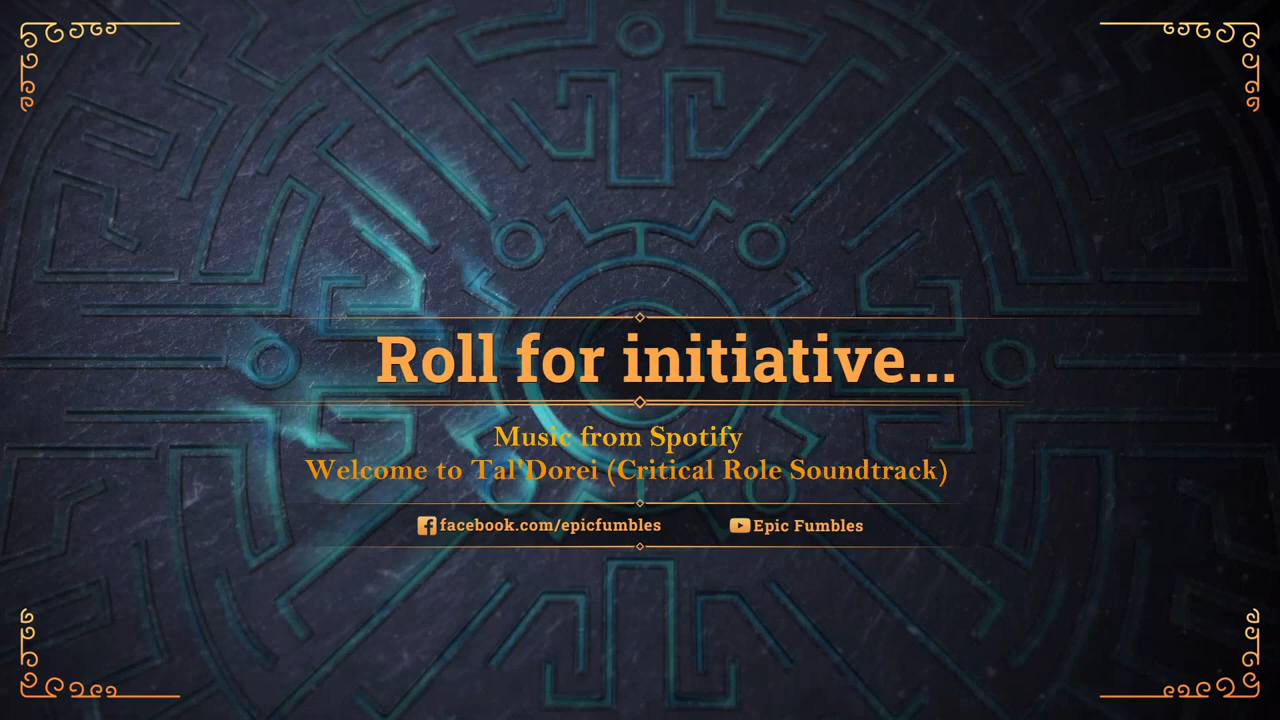 Roll for initiative...
Music from Spotify
Welcome to Tal'Dorei (Critical Role Soundtrack)
facebook.com/epicfumbles Epic Fumbles